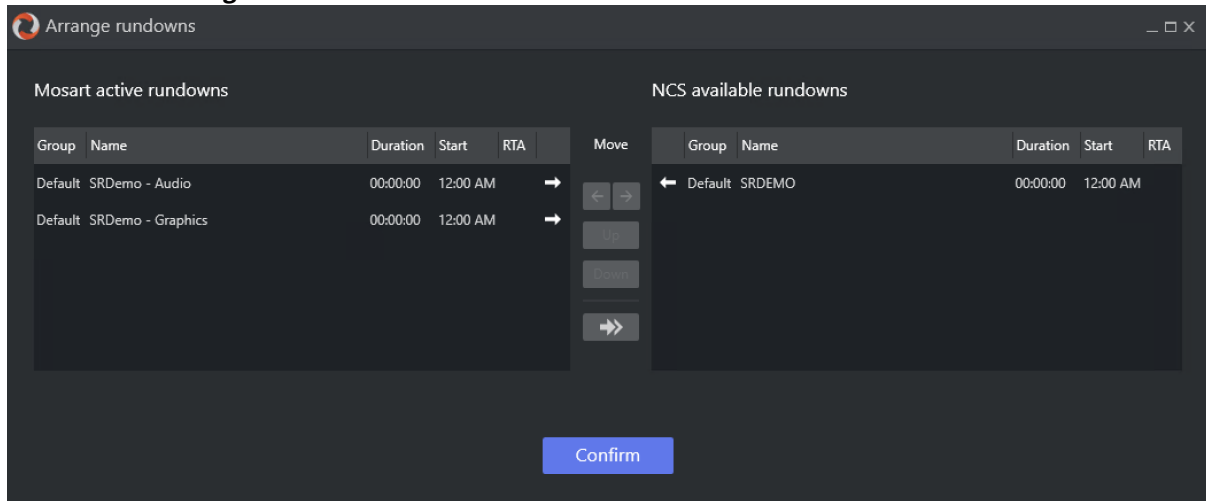 Arrange rundowns
Mosart active rundowns
NCS available rundowns
Group Name Duration Start RTA
Move
Group Name Duration Start RTA
Default SRDemo - Audio 00:00:00 12:00 AM
Default SRDEMO 00:00:00 12:00 AM
Default SRDemo - Graphics 00:00:00 12:00 AM
Up
Down
Confirm